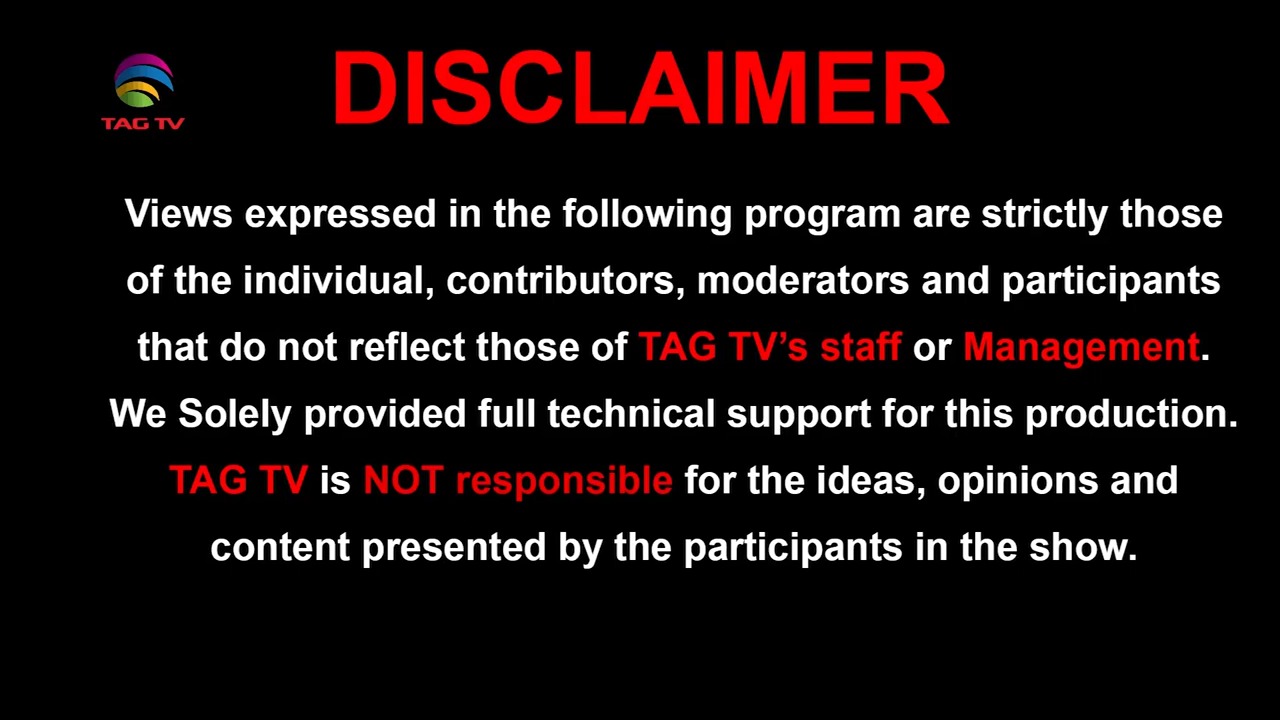 DISCLAIMER
TAG TV
Views expressed in the following program are strictly those
of the individual, contributors, moderators and participants
that do not reflect those of TAG TV’s staff or Management.
We Solely provided full technical support for this production.
TAG TV is NOT responsible for the ideas, opinions and
content presented by the participants in the show.